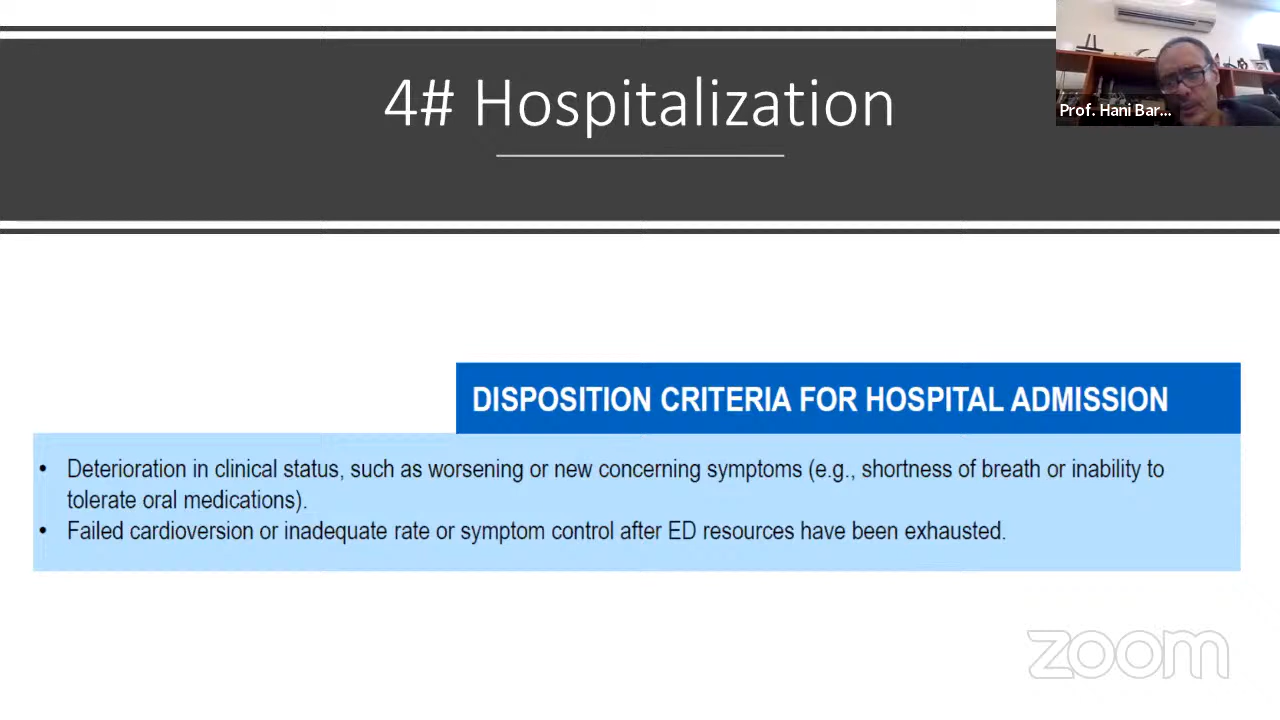 4# Hospitalization
Prof. Hani Bar...
DISPOSITION CRITERIA FOR HOSPITAL ADMISSION
• Deterioration in clinical status, such as worsening or new concerning symptoms (e.g., shortness of breath or inability to
tolerate oral medications).
• Failed cardioversion or inadequate rate or symptom control after ED resources have been exhausted.
zoom